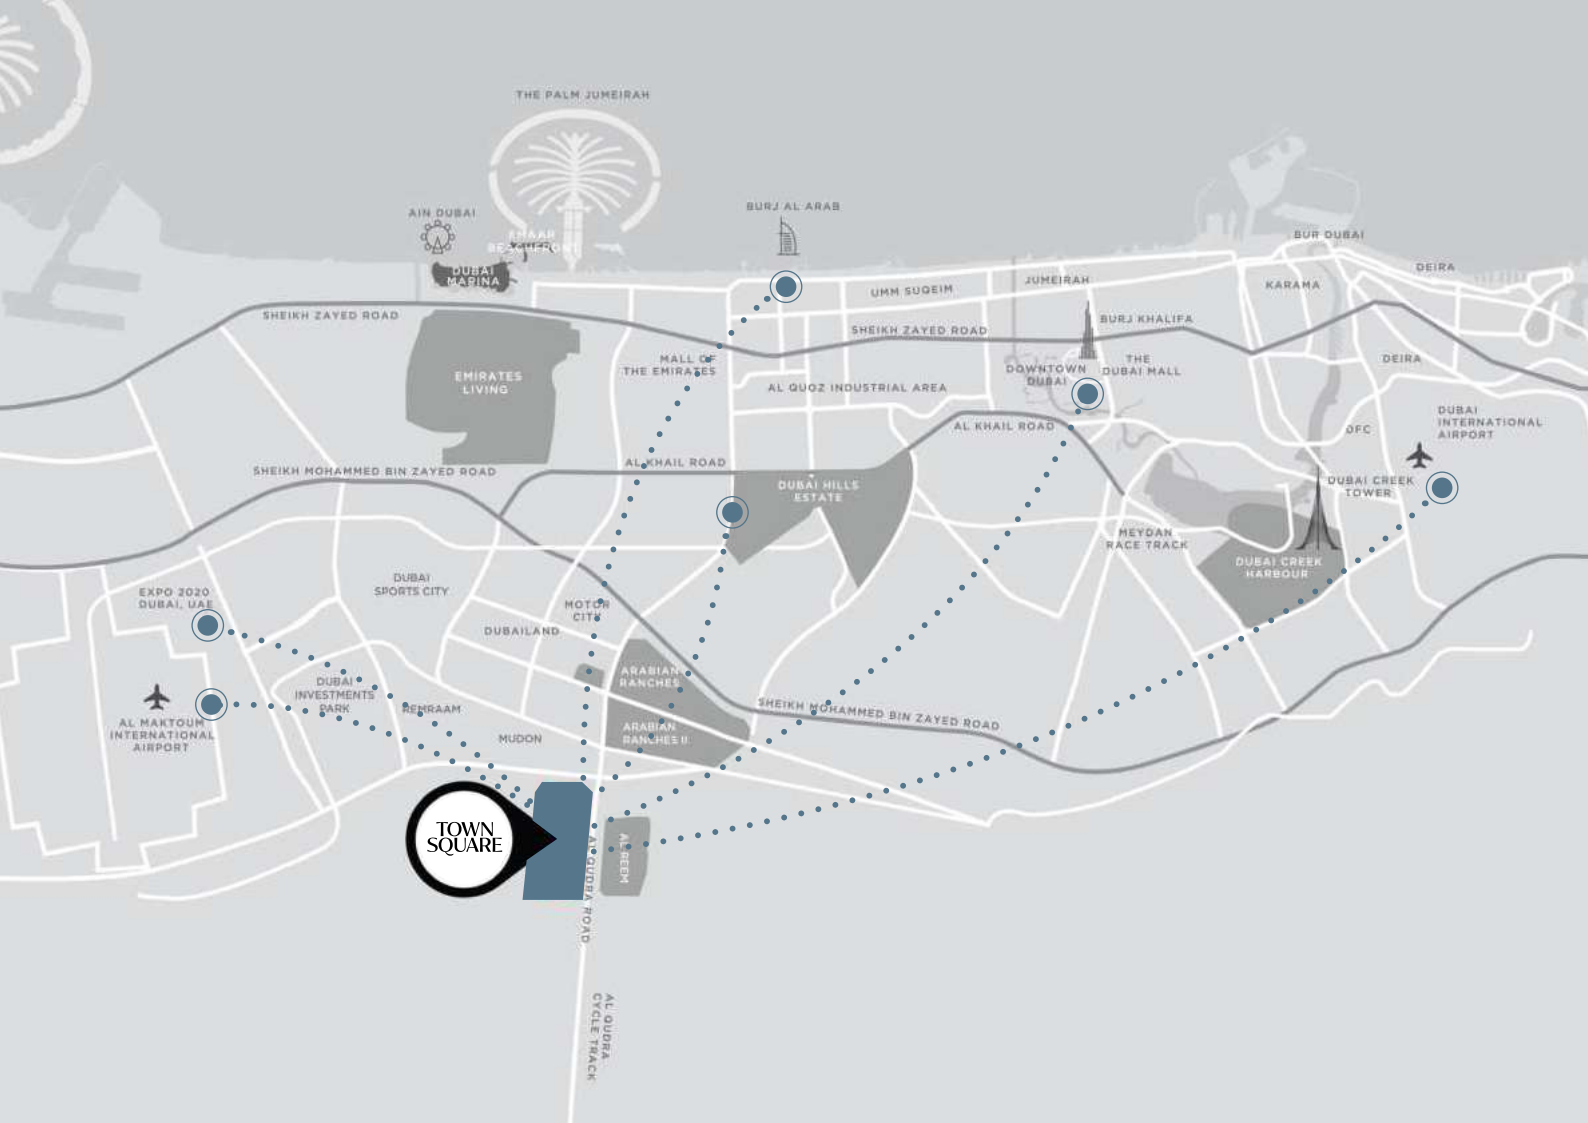 THE PALM JUMEIRAH
AIN DUBAI
EMAAR
BEACHFRONT
DUBAI
MARINA
BURJ AL ARAB
BUR DUBAI
DEIRA
KARAMA
JUMEIRAH
UMM SUQEIM
SHEIKH ZAYED ROAD
SHEIKH ZAYED ROAD
BURJ KHALIFA
MALL OF
THE EMIRATES
THE
DUBAI MALL
DOWNTOWN
DUBAI
DEIRA
EMIRATES
LIVING
AL QUOZ INDUSTRIAL AREA
DUBAI
INTERNATIONAL
AIRPORT
AL KHAIL ROAD
DFC
SHEIKH MOHAMMED BIN ZAYED ROAD
AL KHAIL ROAD
DUBAI HILLS
ESTATE
DUBAI CREEK
TOWER
MEYDAN
RACE TRACK
DUBAI CREEK
HARBOUR
EXPO 2020
DUBAI, UAE
DUBAI
SPORTS CITY
MOTOR
CITY
DUBAILAND
ARABIAN
RANCHES
DUBAI
INVESTMENTS
PARK
REMRAAM
SHEIKH MOHAMMED BIN ZAYED ROAD
AL MAKTOUM
INTERNATIONAL
AIRPORT
MUDON
ARABIAN
RANCHES II
TOWN
SQUARE
AL REEM
AL QUDRA ROAD
AL QUDRA
CYCLE TRACK